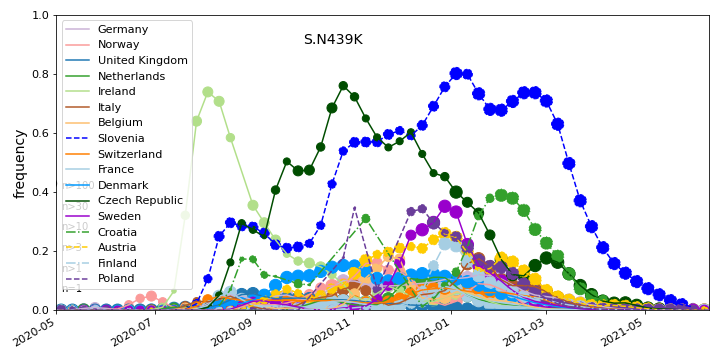 S.N439K
frequency
1.0
0.8
0.6
0.4
0.2
0.0
Germany
Norway
United Kingdom
Netherlands
Ireland
Italy
Belgium
Slovenia
Switzerland
France
Denmark
Czech Republic
Sweden
Croatia
Austria
Finland
Poland
n>100
n>30
n>10
n>3
n>1
n=1
2020-05
2020-07
2020-09
2020-11
2021-01
2021-03
2021-05